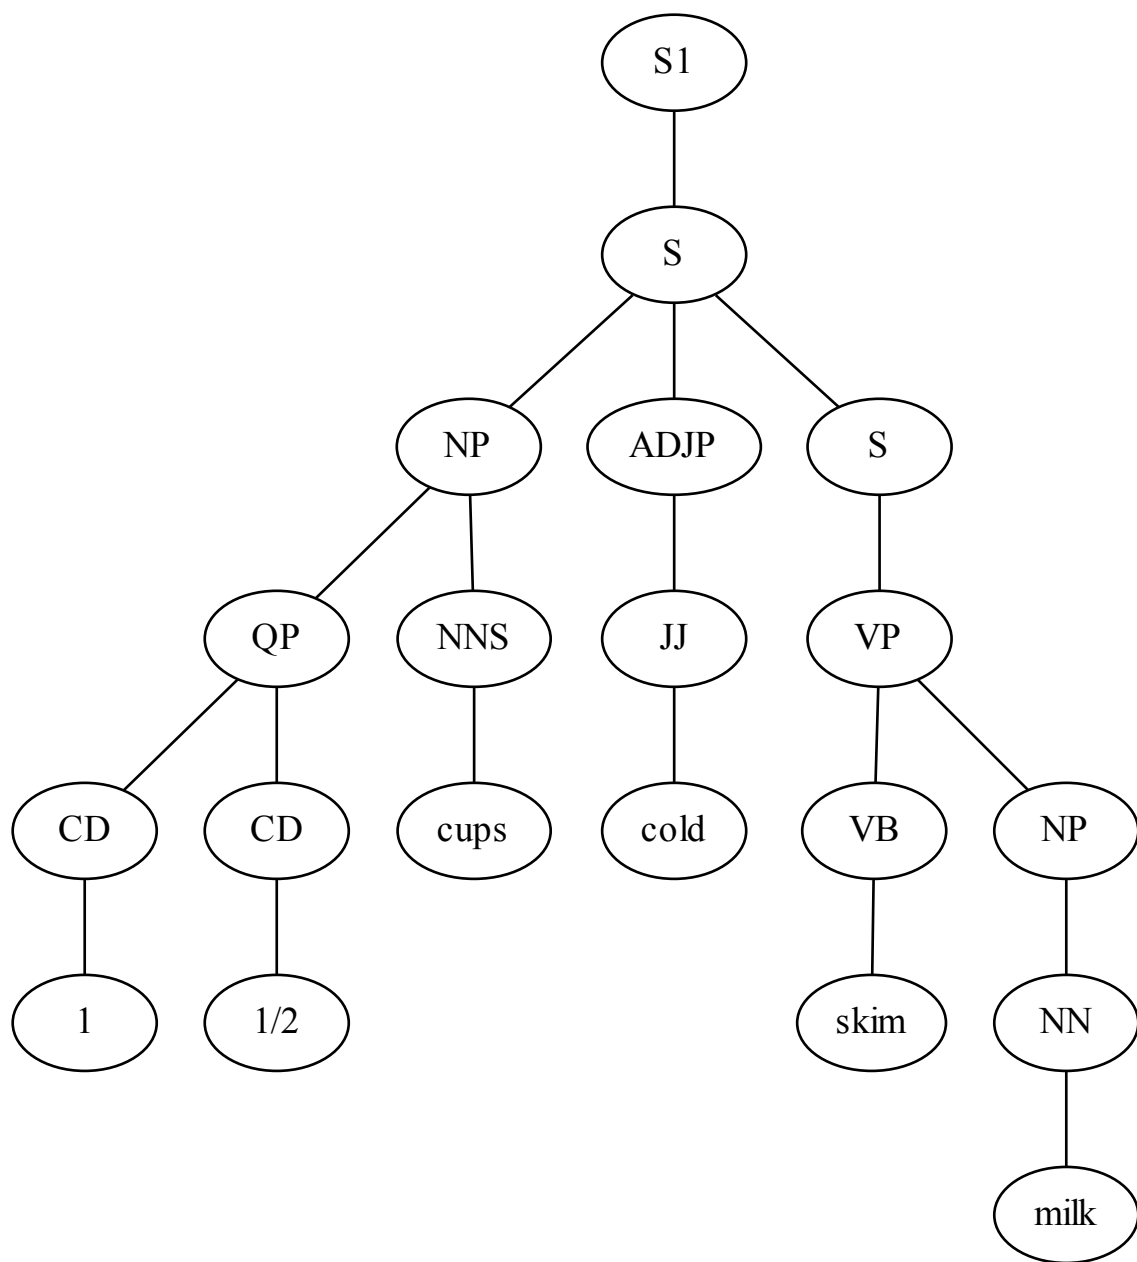 S1
S
NP ADJP S
QP NNS JJ VP
CD CD cups cold VB NP
1 1/2 skim NN
milk